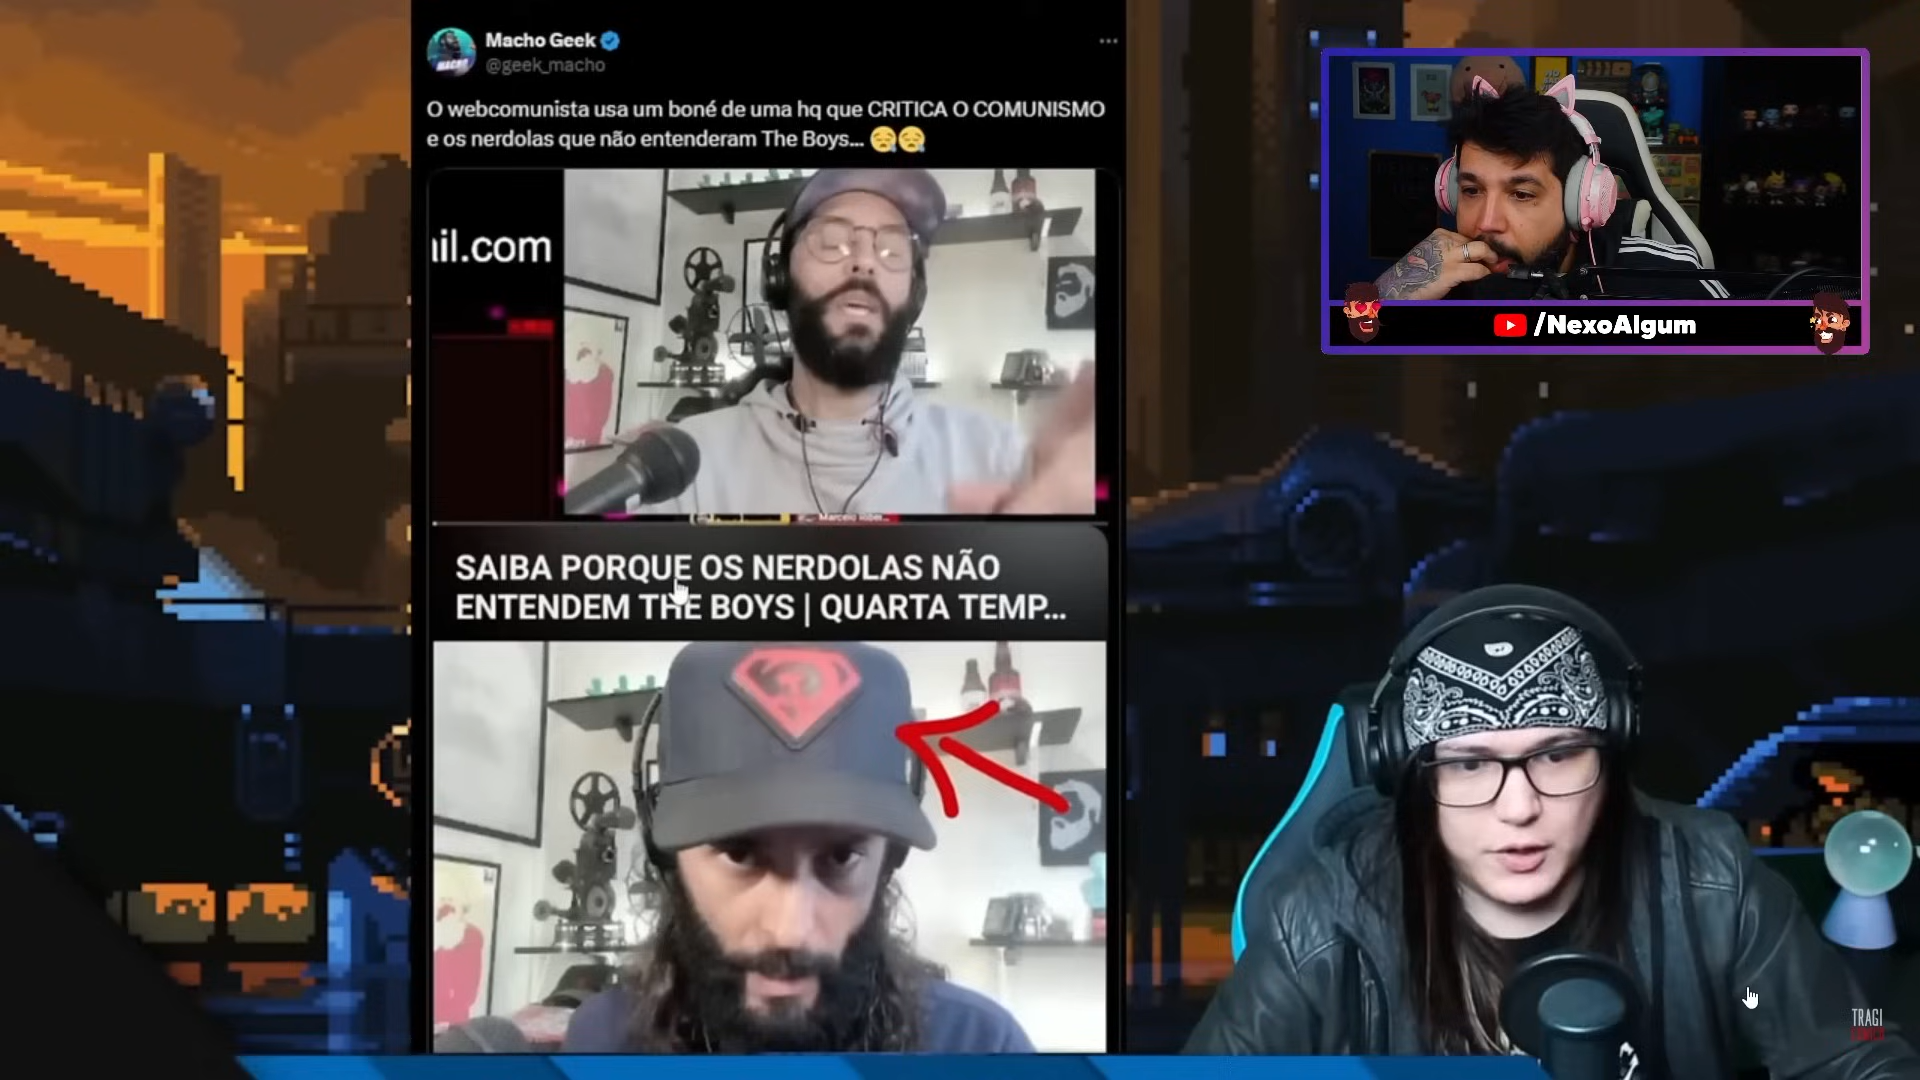 Macho Geek
@geek_macho
O webcomunista usa um boné de uma hq que CRITICA O COMUNISMO
e os nerdolas que não entenderam The Boys...
il.com
SAIBA PORQUE OS NERDOLAS NÃO
ENTENDEM THE BOYS | QUARTA TEMP...
/NexoAlgum
TRAGI